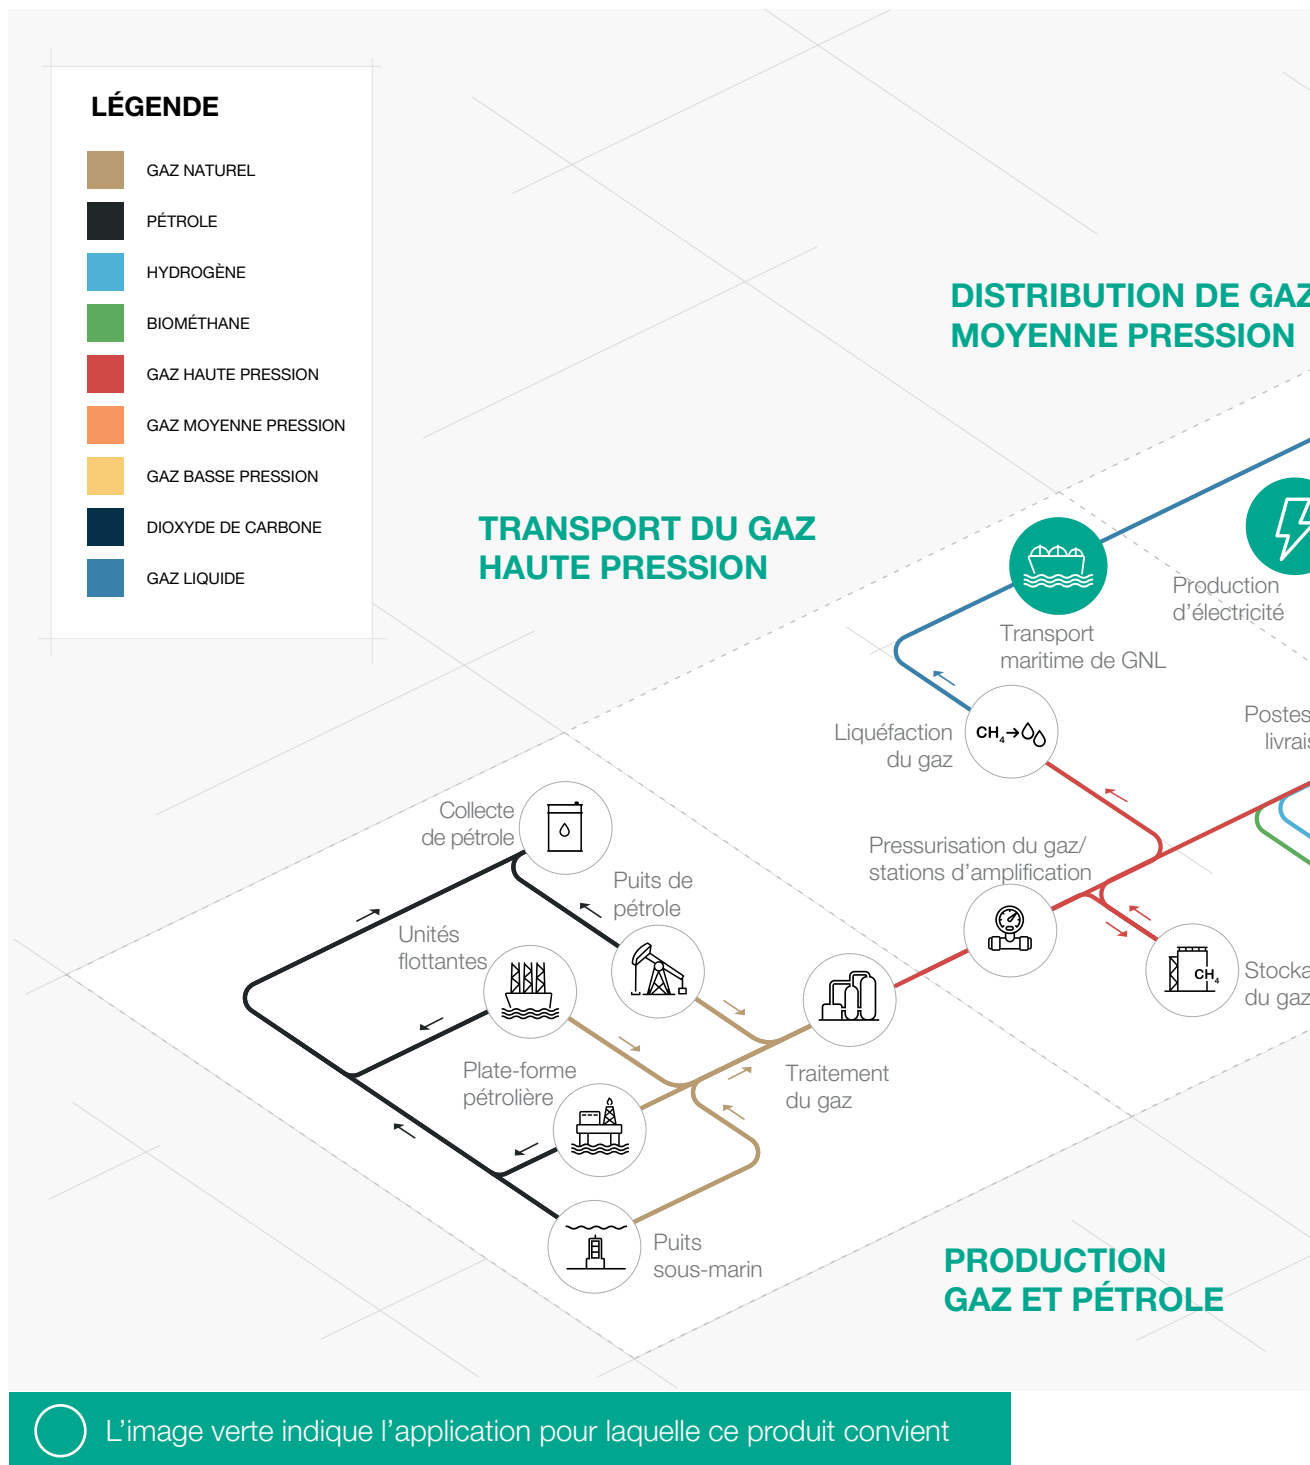 LÉGENDE
GAZ NATUREL
PÉTROLE
HYDROGÈNE
BIOMÉTHANE
GAZ HAUTE PRESSION
GAZ MOYENNE PRESSION
GAZ BASSE PRESSION
DIOXYDE DE CARBONE
GAZ LIQUIDE
DISTRIBUTION DE GAZ
MOYENNE PRESSION
TRANSPORT DU GAZ
HAUTE PRESSION
Production
d'électricité
Transport
maritime de GNL
Liquéfaction
du gaz
CH₄→
Postes
livrais
Collecte
de pétrole
Pressurisation du gaz/
stations d'amplification
Puits de
pétrole
Unités
flottantes
CH₄
Stocka
du gaz
Plate-forme
pétrolière
Traitement
du gaz
Puits
sous-marin
PRODUCTION
GAZ ET PÉTROLE
L'image verte indique l'application pour laquelle ce produit convient